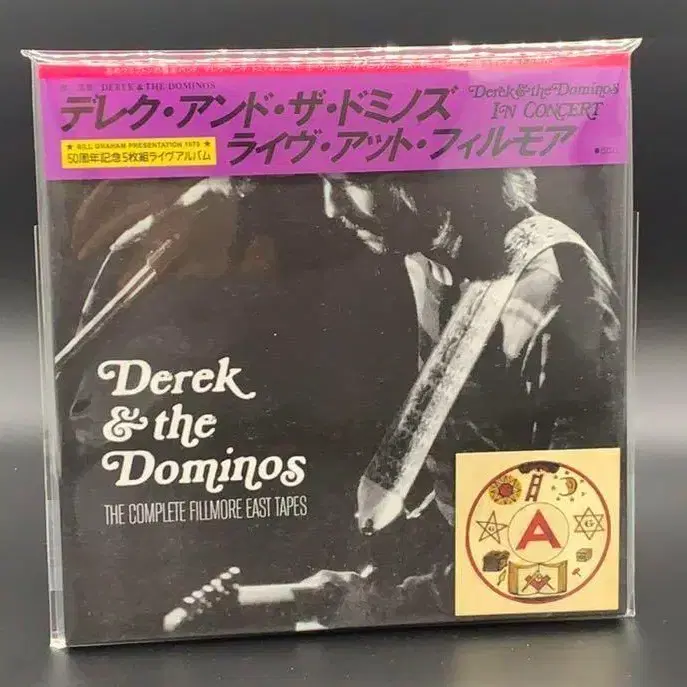 DEREK & THE DOMINOS
デレク・アンド・ザ・ドミノズ
ライヴ・アット・フィルモア
Derek & the Dominos
IN CONCERT
★ BILL GRAHAM PRESENTATION 1970 ★
50周年記念5枚組ライヴアルバム
Derek
& the
Dominos
THE COMPLETE FILLMORE EAST TAPES
A
G